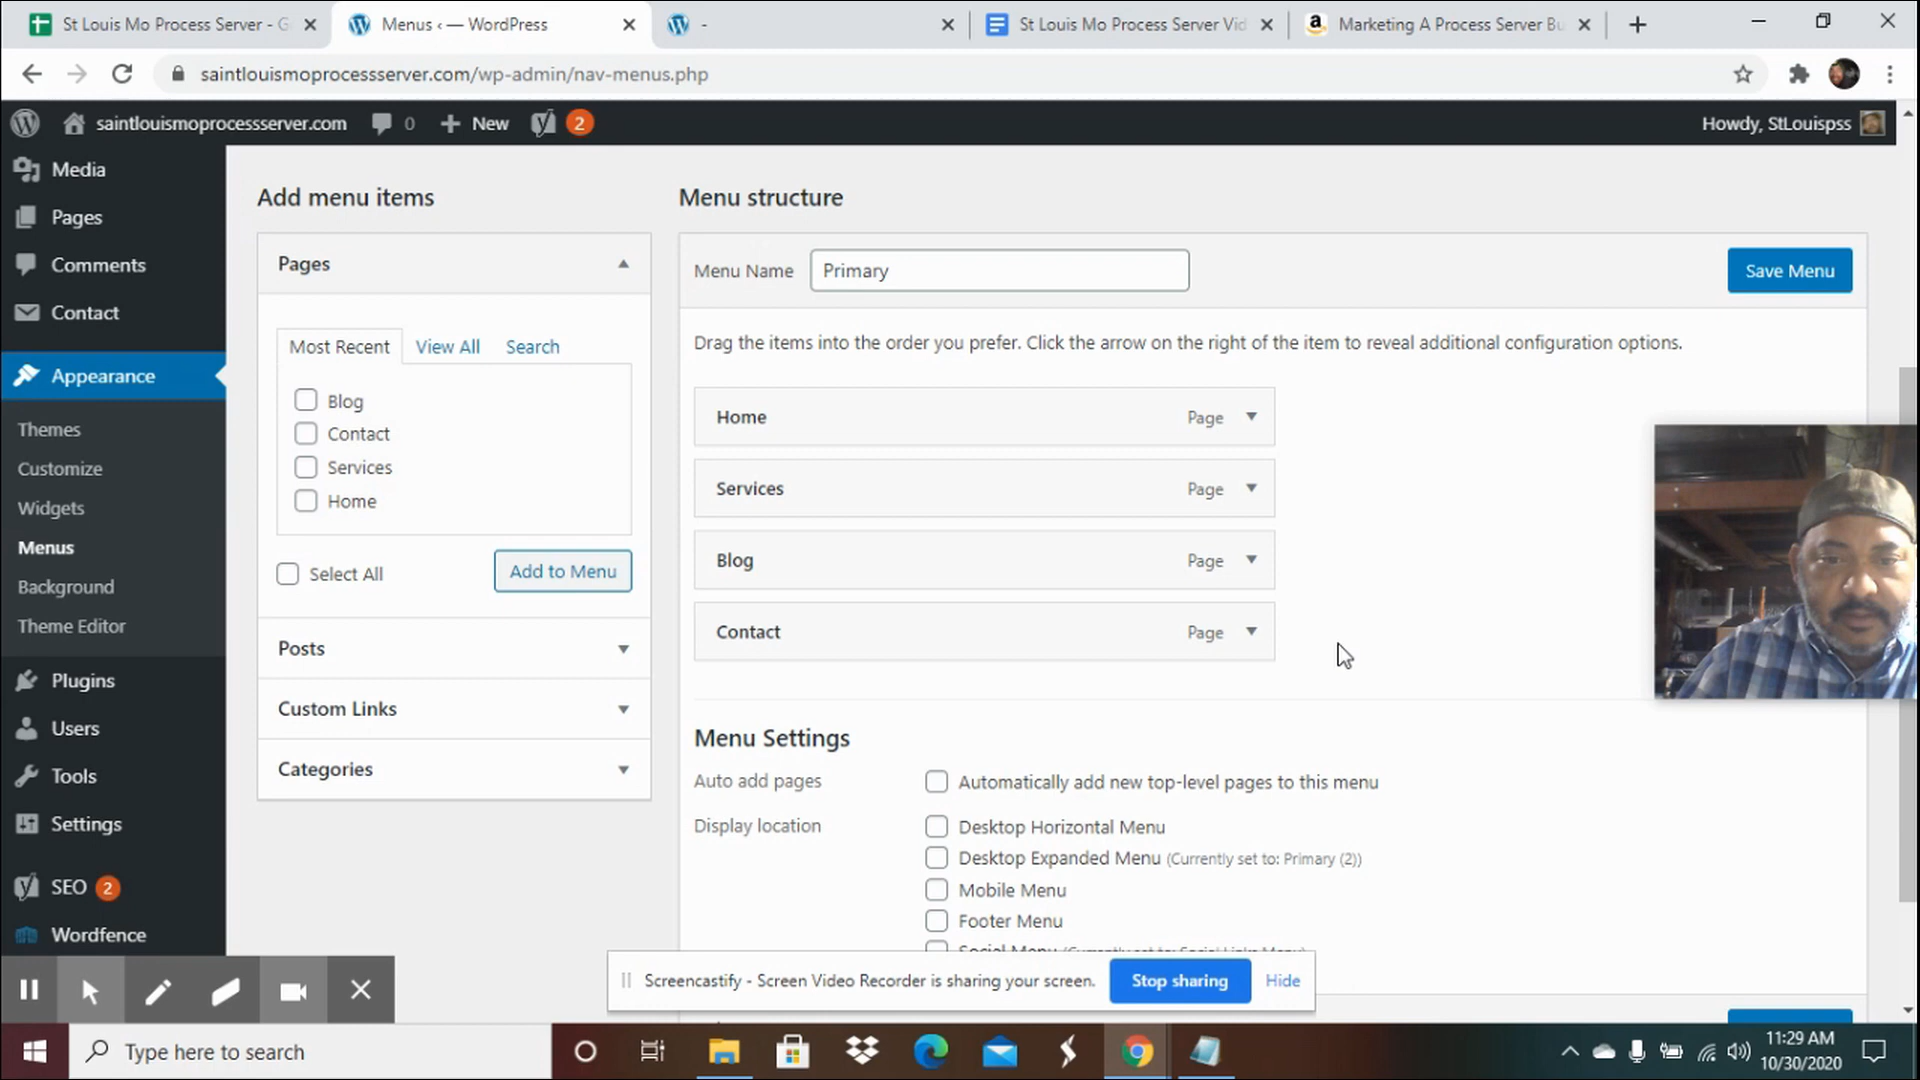 St Louis Mo Process Server - G
Menus ‹ — WordPress
-
St Louis Mo Process Server Vid
Marketing A Process Server Bu
saintlouismoprocessserver.com/wp-admin/nav-menus.php
saintlouismoprocessserver.com
0
New
2
Howdy, StLouispss
Media
Pages
Comments
Contact
Appearance
Themes
Customize
Widgets
Menus
Background
Theme Editor
Plugins
Users
Tools
Settings
SEO 2
Wordfence
Add menu items
Pages
Most Recent
View All
Search
Blog
Contact
Services
Home
Select All
Add to Menu
Posts
Custom Links
Categories
Menu structure
Menu Name
Primary
Save Menu
Drag the items into the order you prefer. Click the arrow on the right of the item to reveal additional configuration options.
Home Page
Services Page
Blog Page
Contact Page
Menu Settings
Auto add pages
Automatically add new top-level pages to this menu
Display location
Desktop Horizontal Menu
Desktop Expanded Menu (Currently set to: Primary (2))
Mobile Menu
Footer Menu
Social Menu (Currently set to: Social Links Menu)
Screencastify - Screen Video Recorder is sharing your screen.
Stop sharing
Hide
Type here to search
11:29 AM
10/30/2020